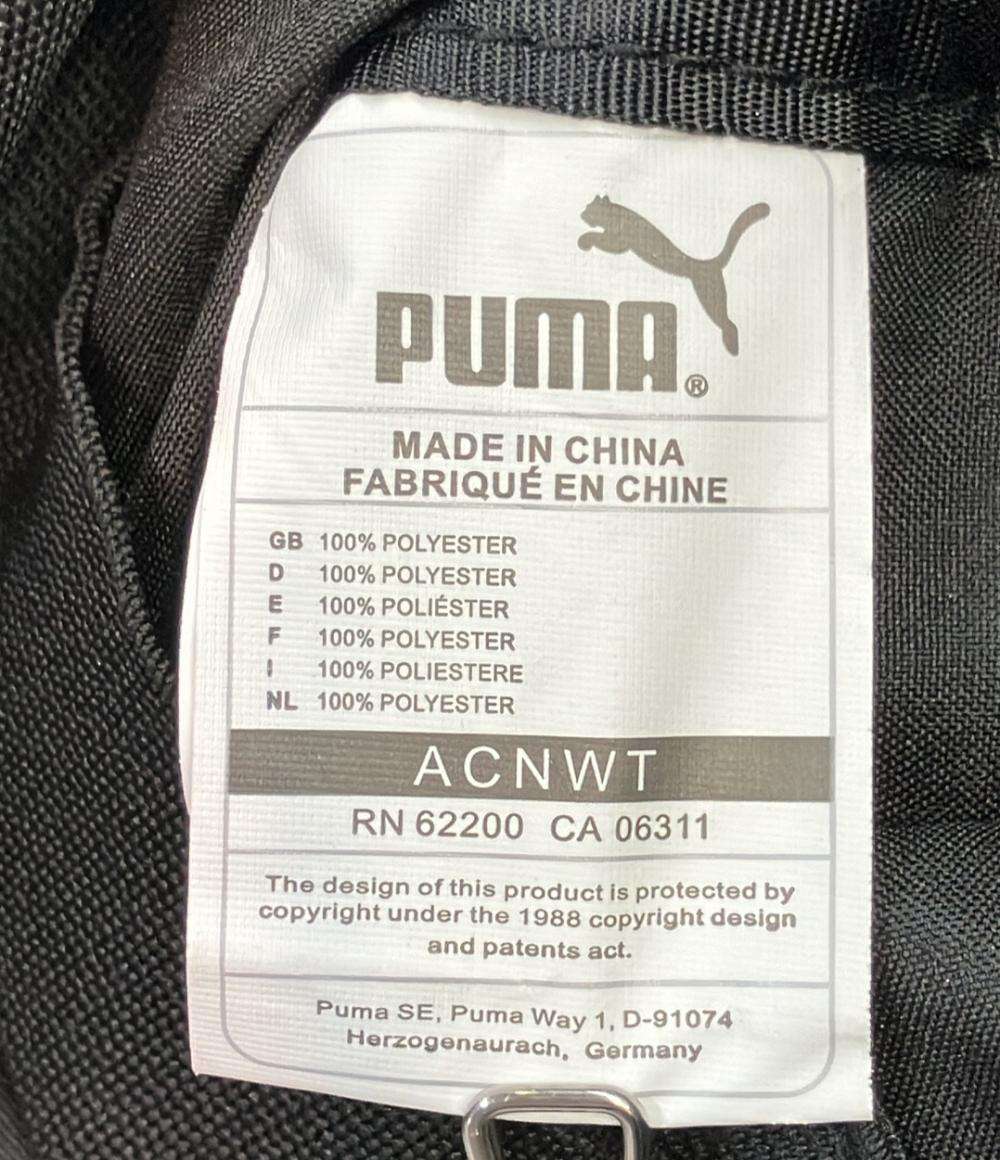 PUMA®
MADE IN CHINA
FABRIQUÉ EN CHINE
GB 100% POLYESTER
D 100% POLYESTER
E 100% POLIÉSTER
F 100% POLYESTER
I 100% POLIESTERE
NL 100% POLYESTER
ACNWT
RN 62200 CA 06311
The design of this product is protected by
copyright under the 1988 copyright design
and patents act.
Puma SE, Puma Way 1, D-91074
Herzogenaurach, Germany